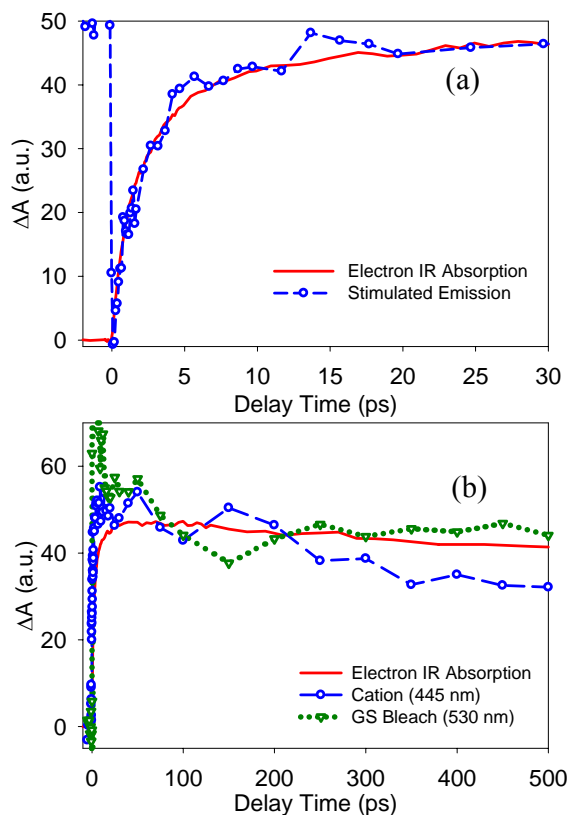 50
(a)
40
30
20
10
0
ΔA (a.u.)
Electron IR Absorption
Stimulated Emission
0 5 10 15 20 25 30
Delay Time (ps)
60
(b)
40
20
0
ΔA (a.u.)
Electron IR Absorption
Cation (445 nm)
GS Bleach (530 nm)
0 100 200 300 400 500
Delay Time (ps)